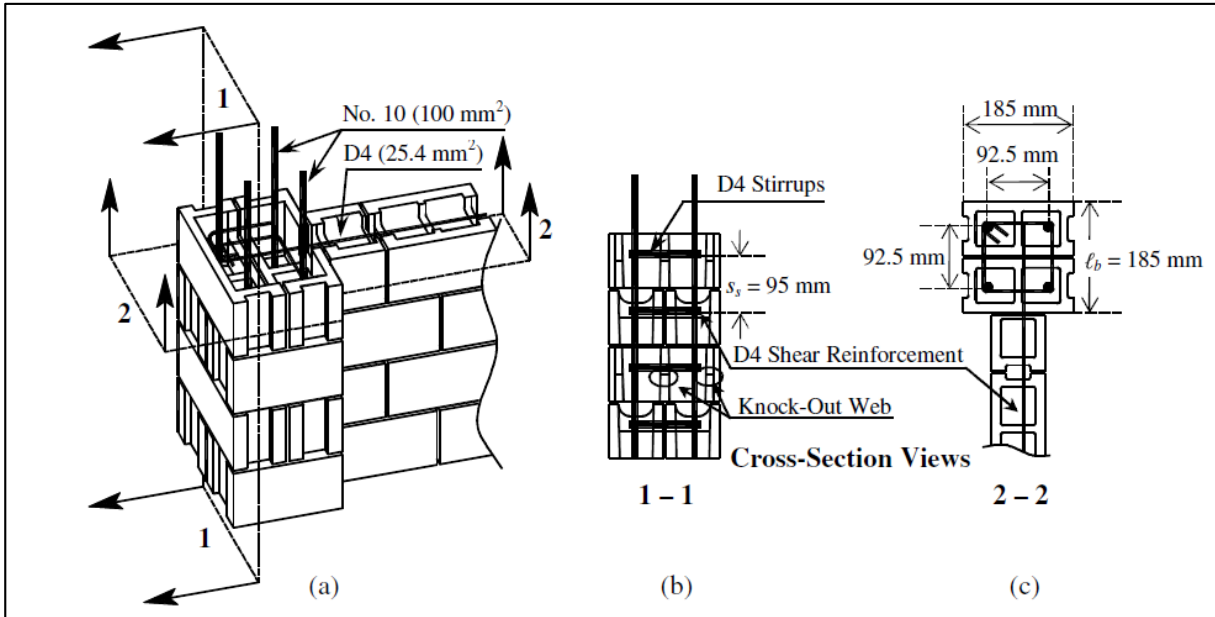 1
No. 10 (100 mm²)
D4 (25.4 mm²)
2
2
1
(a)
D4 Stirrups
sₛ = 95 mm
D4 Shear Reinforcement
Knock-Out Web
Cross-Section Views
1 – 1
(b)
185 mm
92.5 mm
92.5 mm
ℓb = 185 mm
2 – 2
(c)